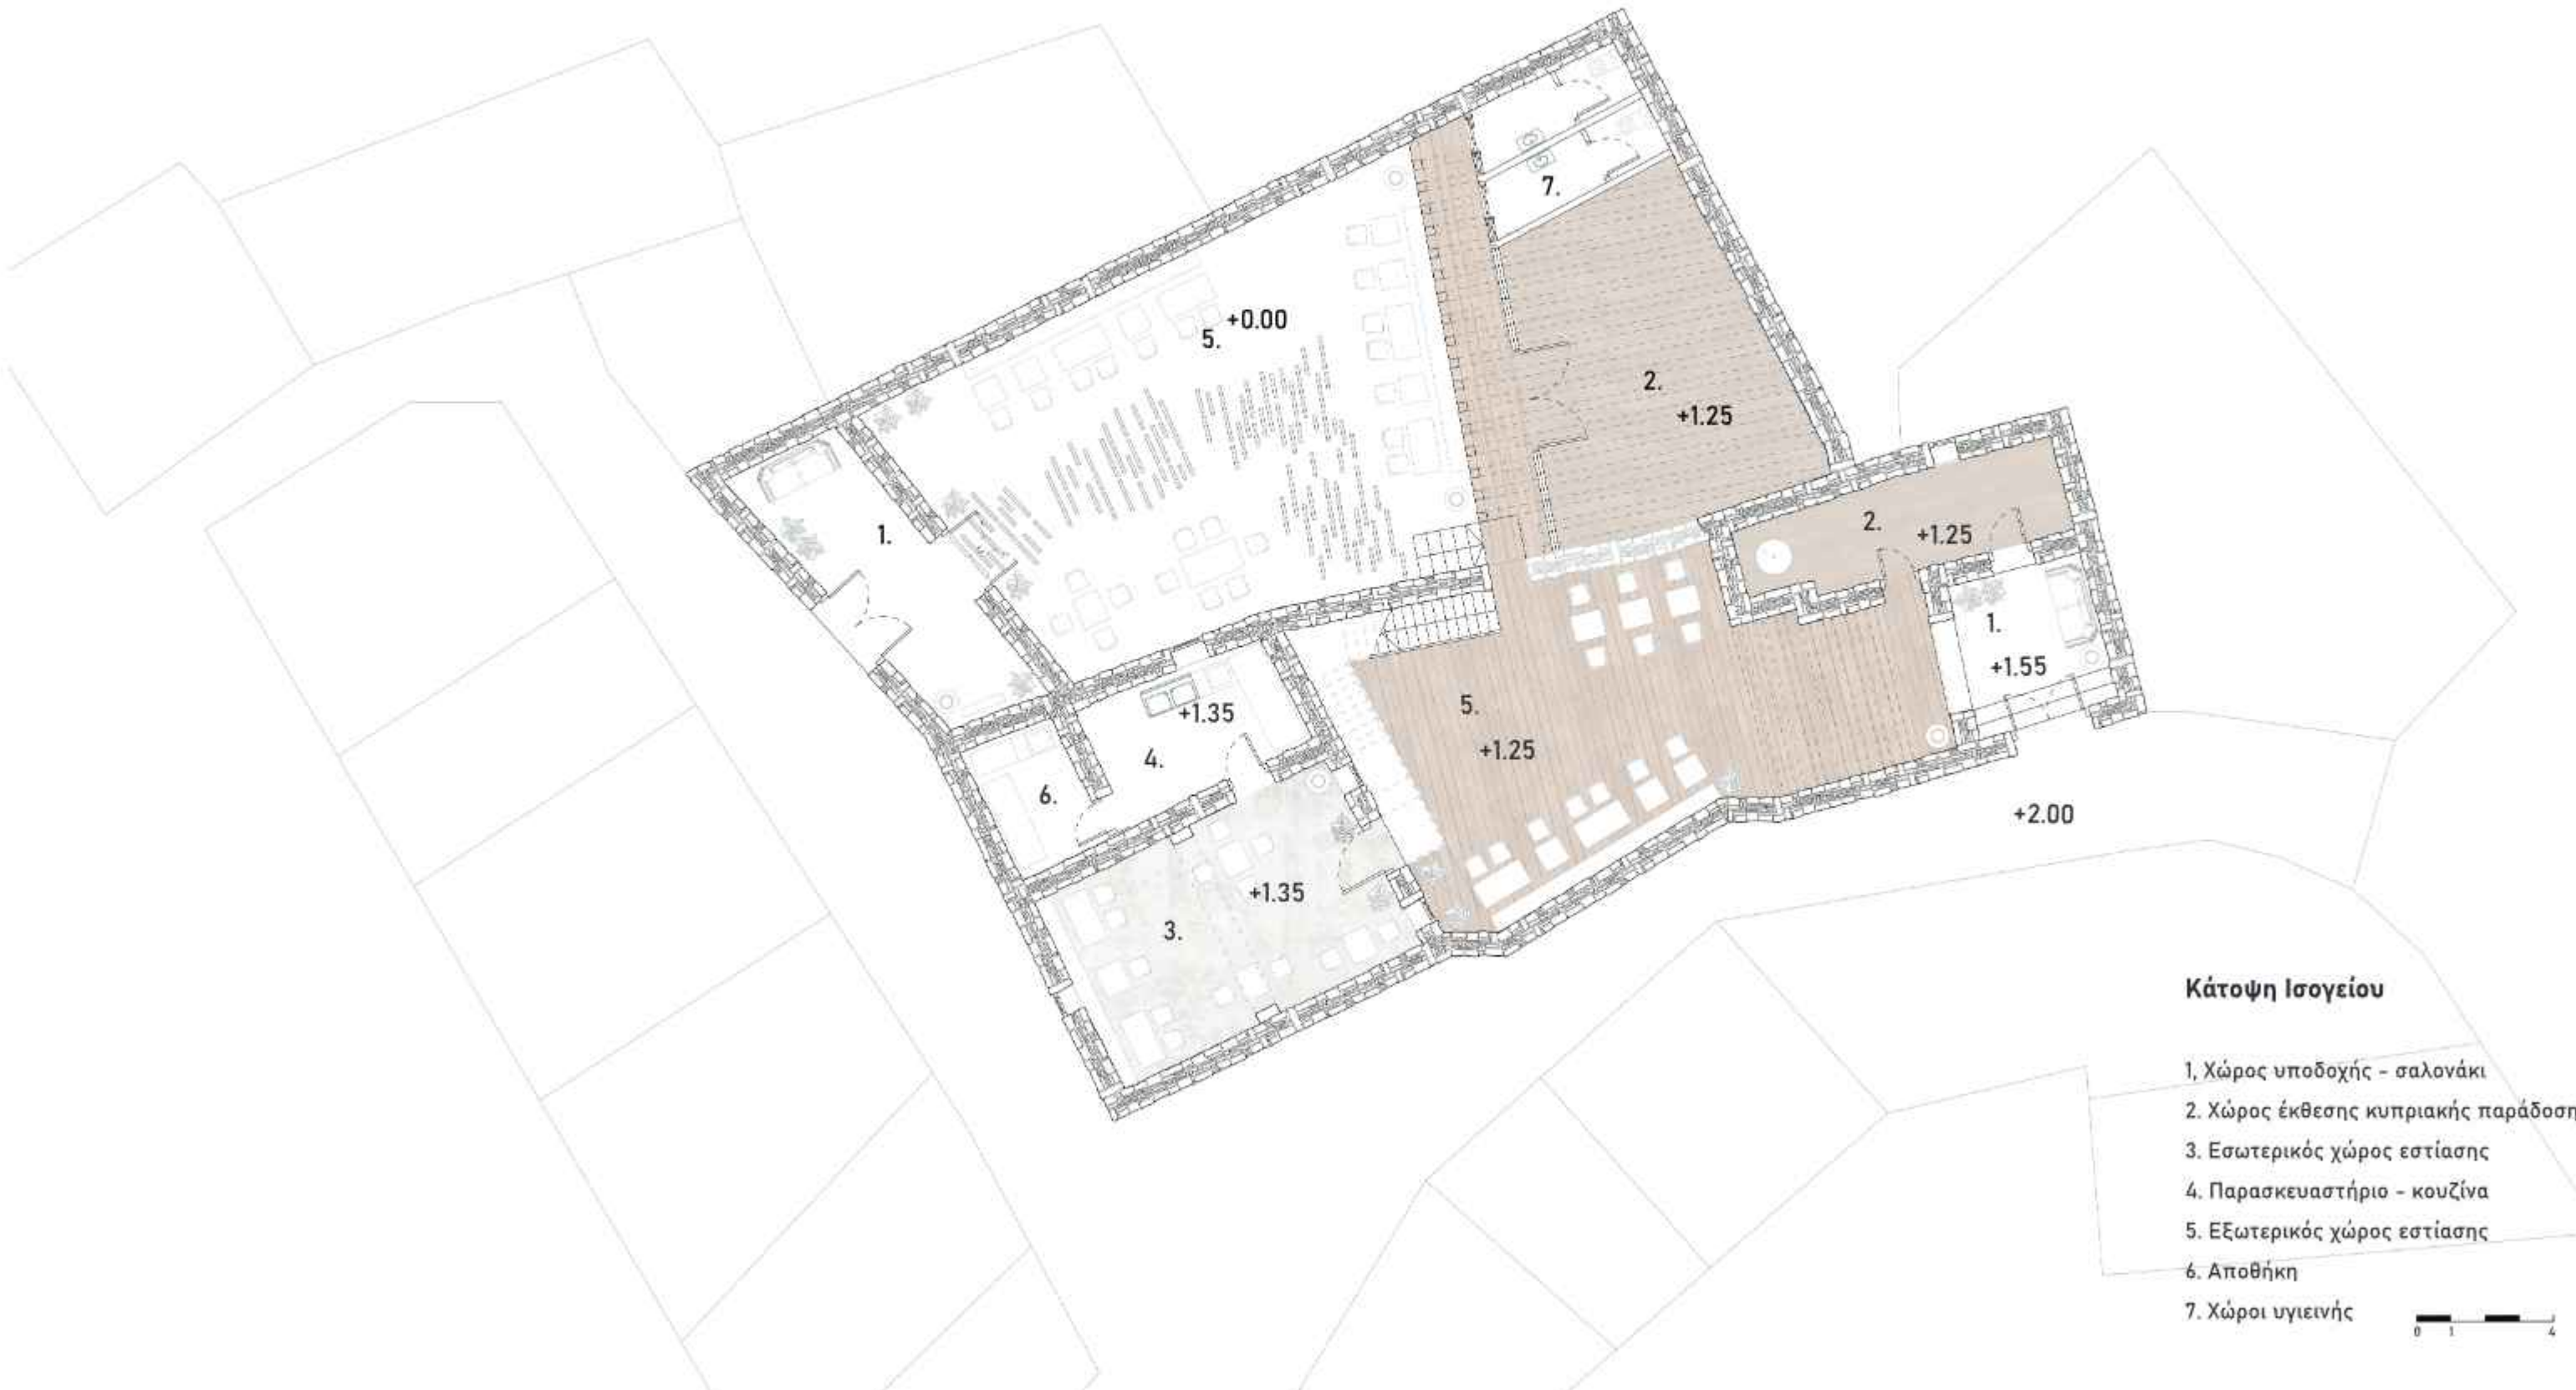 7.
+0.00
5.
2.
+1.25
1.
2.
+1.25
1.
+1.55
+1.35
5.
4.
+1.25
6.
+2.00
+1.35
3.
Κάτοψη Ισογείου
1, Χώρος υποδοχής - σαλονάκι
2. Χώρος έκθεσης κυπριακής παράδοση
3. Εσωτερικός χώρος εστίασης
4. Παρασκευαστήριο - κουζίνα
5. Εξωτερικός χώρος εστίασης
6. Αποθήκη
7. Χώροι υγιεινής
0 1 4